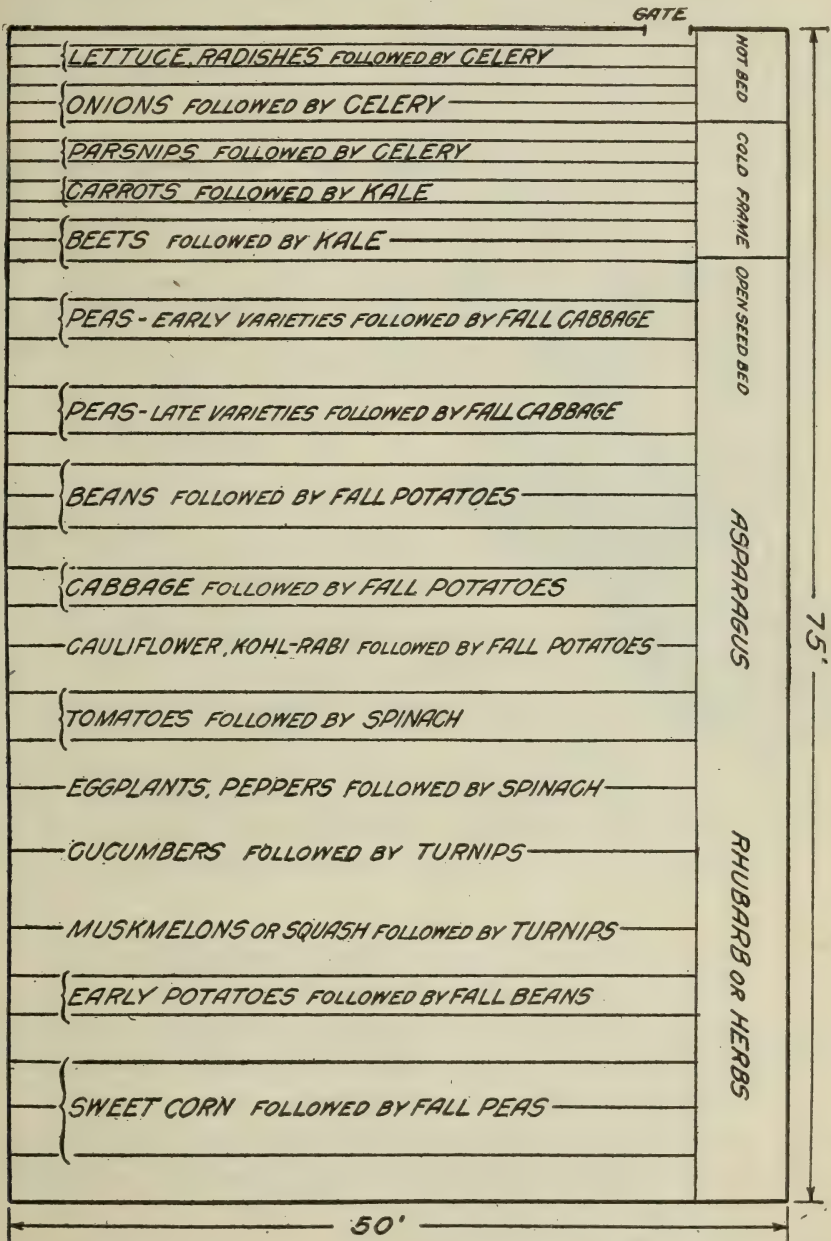 GATE
LETTUCE, RADISHES FOLLOWED BY CELERY
ONIONS FOLLOWED BY CELERY
PARSNIPS FOLLOWED BY CELERY
CARROTS FOLLOWED BY KALE
BEETS FOLLOWED BY KALE
PEAS - EARLY VARIETIES FOLLOWED BY FALL CABBAGE
PEAS - LATE VARIETIES FOLLOWED BY FALL CABBAGE
BEANS FOLLOWED BY FALL POTATOES
CABBAGE FOLLOWED BY FALL POTATOES
CAULIFLOWER, KOHL-RABI FOLLOWED BY FALL POTATOES
TOMATOES FOLLOWED BY SPINACH
EGGPLANTS, PEPPERS FOLLOWED BY SPINACH
CUCUMBERS FOLLOWED BY TURNIPS
MUSKMELONS OR SQUASH FOLLOWED BY TURNIPS
EARLY POTATOES FOLLOWED BY FALL BEANS
SWEET CORN FOLLOWED BY FALL PEAS
HOT BED
COLD FRAME
OPEN SEED BED
ASPARAGUS
RHUBARB OR HERBS
75'
50'